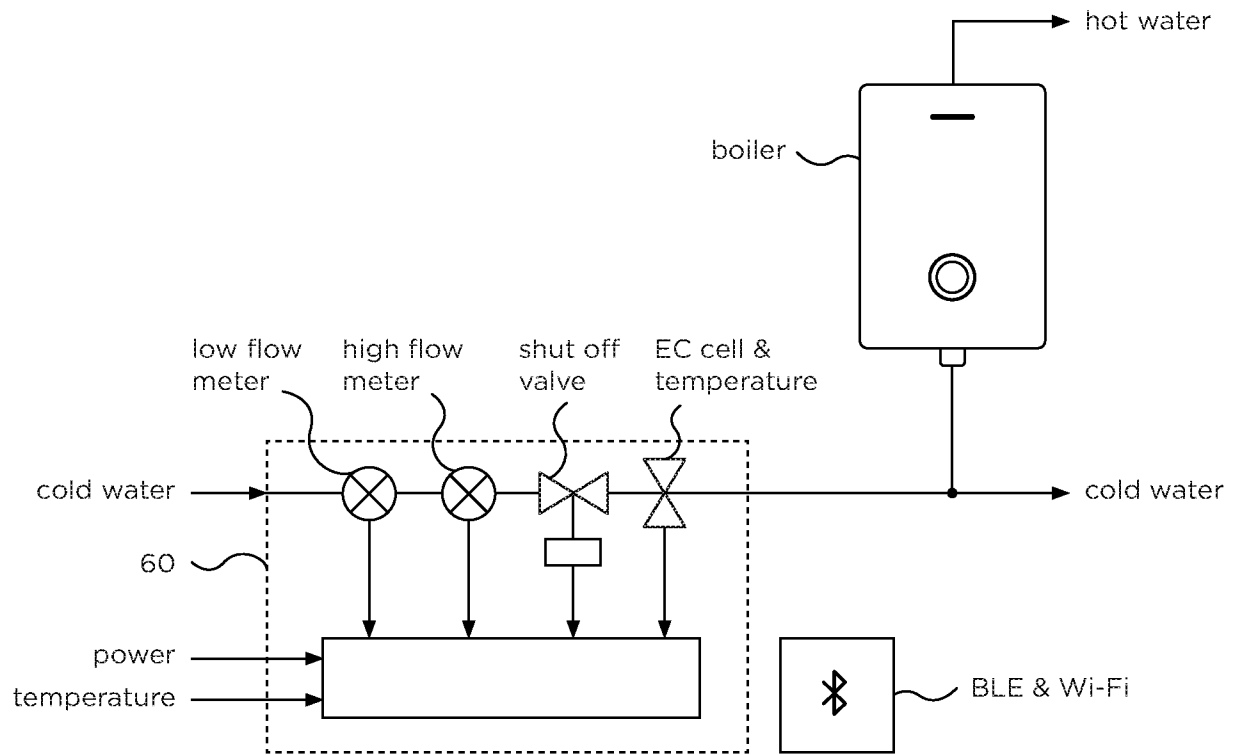 hot water
boiler
low flow
meter
high flow
meter
shut off
valve
EC cell &
temperature
cold water
cold water
60
power
temperature
BLE & Wi-Fi